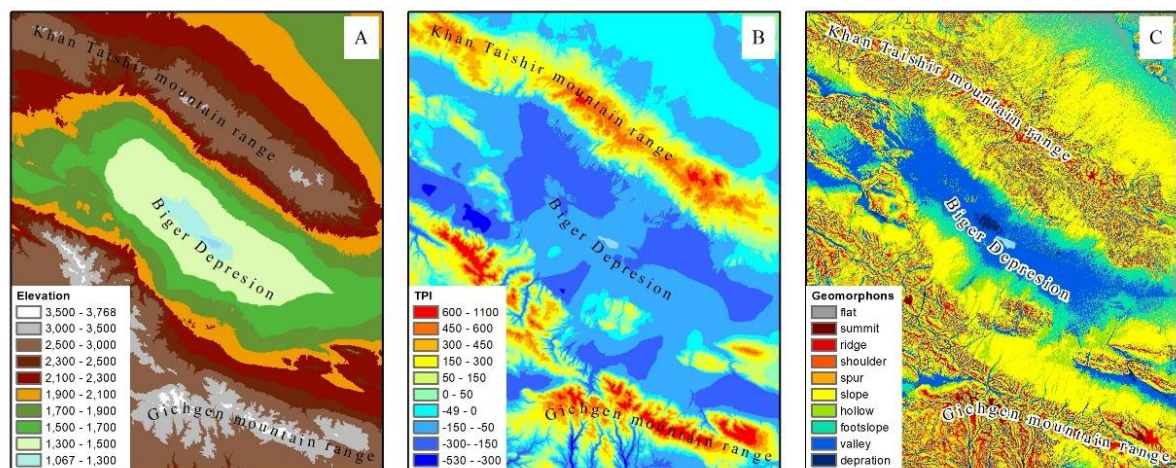 A
Khan Taishir mountain range
Biger Depresion
Gichgen mountain range
Elevation
3,500 - 3,768
3,000 - 3,500
2,500 - 3,000
2,300 - 2,500
2,100 - 2,300
1,900 - 2,100
1,700 - 1,900
1,500 - 1,700
1,300 - 1,500
1,067 - 1,300
B
Khan Taishir mountain range
Biger Depresion
Gichgen mountain range
TPI
600 - 1100
450 - 600
300 - 450
150 - 300
50 - 150
0 - 50
-49 - 0
-150 - -50
-300 - -150
-530 - -300
C
Khan Taishir mountain range
Biger Depresion
Gichgen mountain range
Geomorphons
flat
summit
ridge
shoulder
spur
slope
hollow
footslope
valley
depration